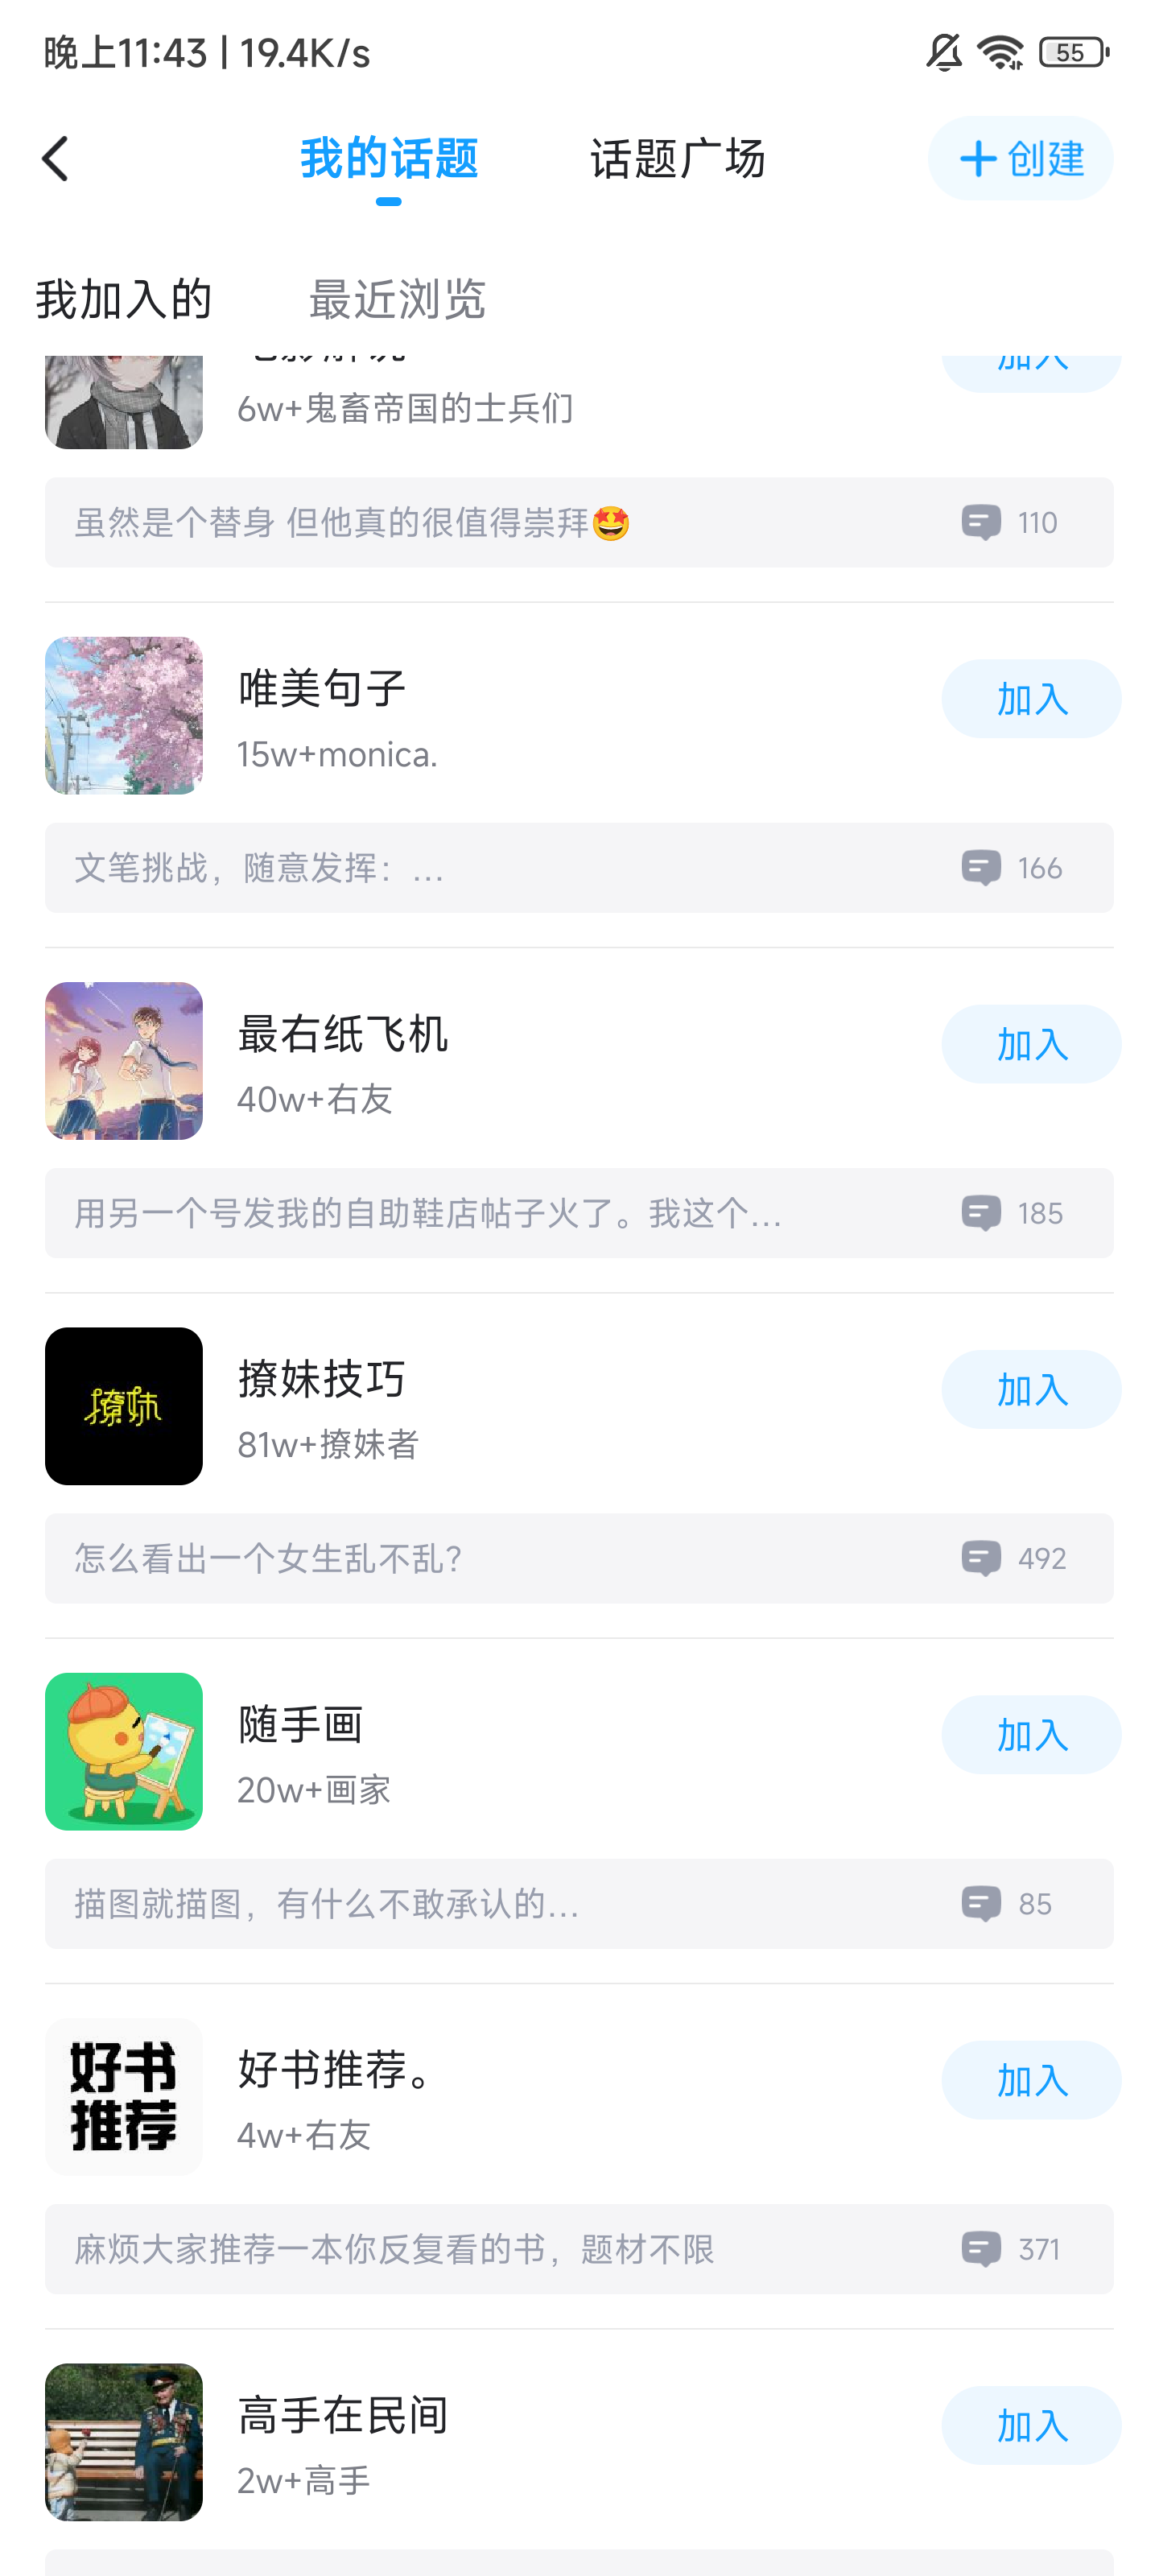 晚上11:43 | 19.4K/s
55
我的话题
话题广场
+ 创建
我加入的
最近浏览
加入
6w+鬼畜帝国的士兵们
虽然是个替身 但他真的很值得崇拜🤩
110
唯美句子
加入
15w+monica.
文笔挑战，随意发挥：...
166
最右纸飞机
加入
40w+右友
用另一个号发我的自助鞋店帖子火了。我这个...
185
撩妹
撩妹技巧
加入
81w+撩妹者
怎么看出一个女生乱不乱？
492
随手画
加入
20w+画家
描图就描图，有什么不敢承认的...
85
好书
推荐
好书推荐。
加入
4w+右友
麻烦大家推荐一本你反复看的书，题材不限
371
高手在民间
加入
2w+高手